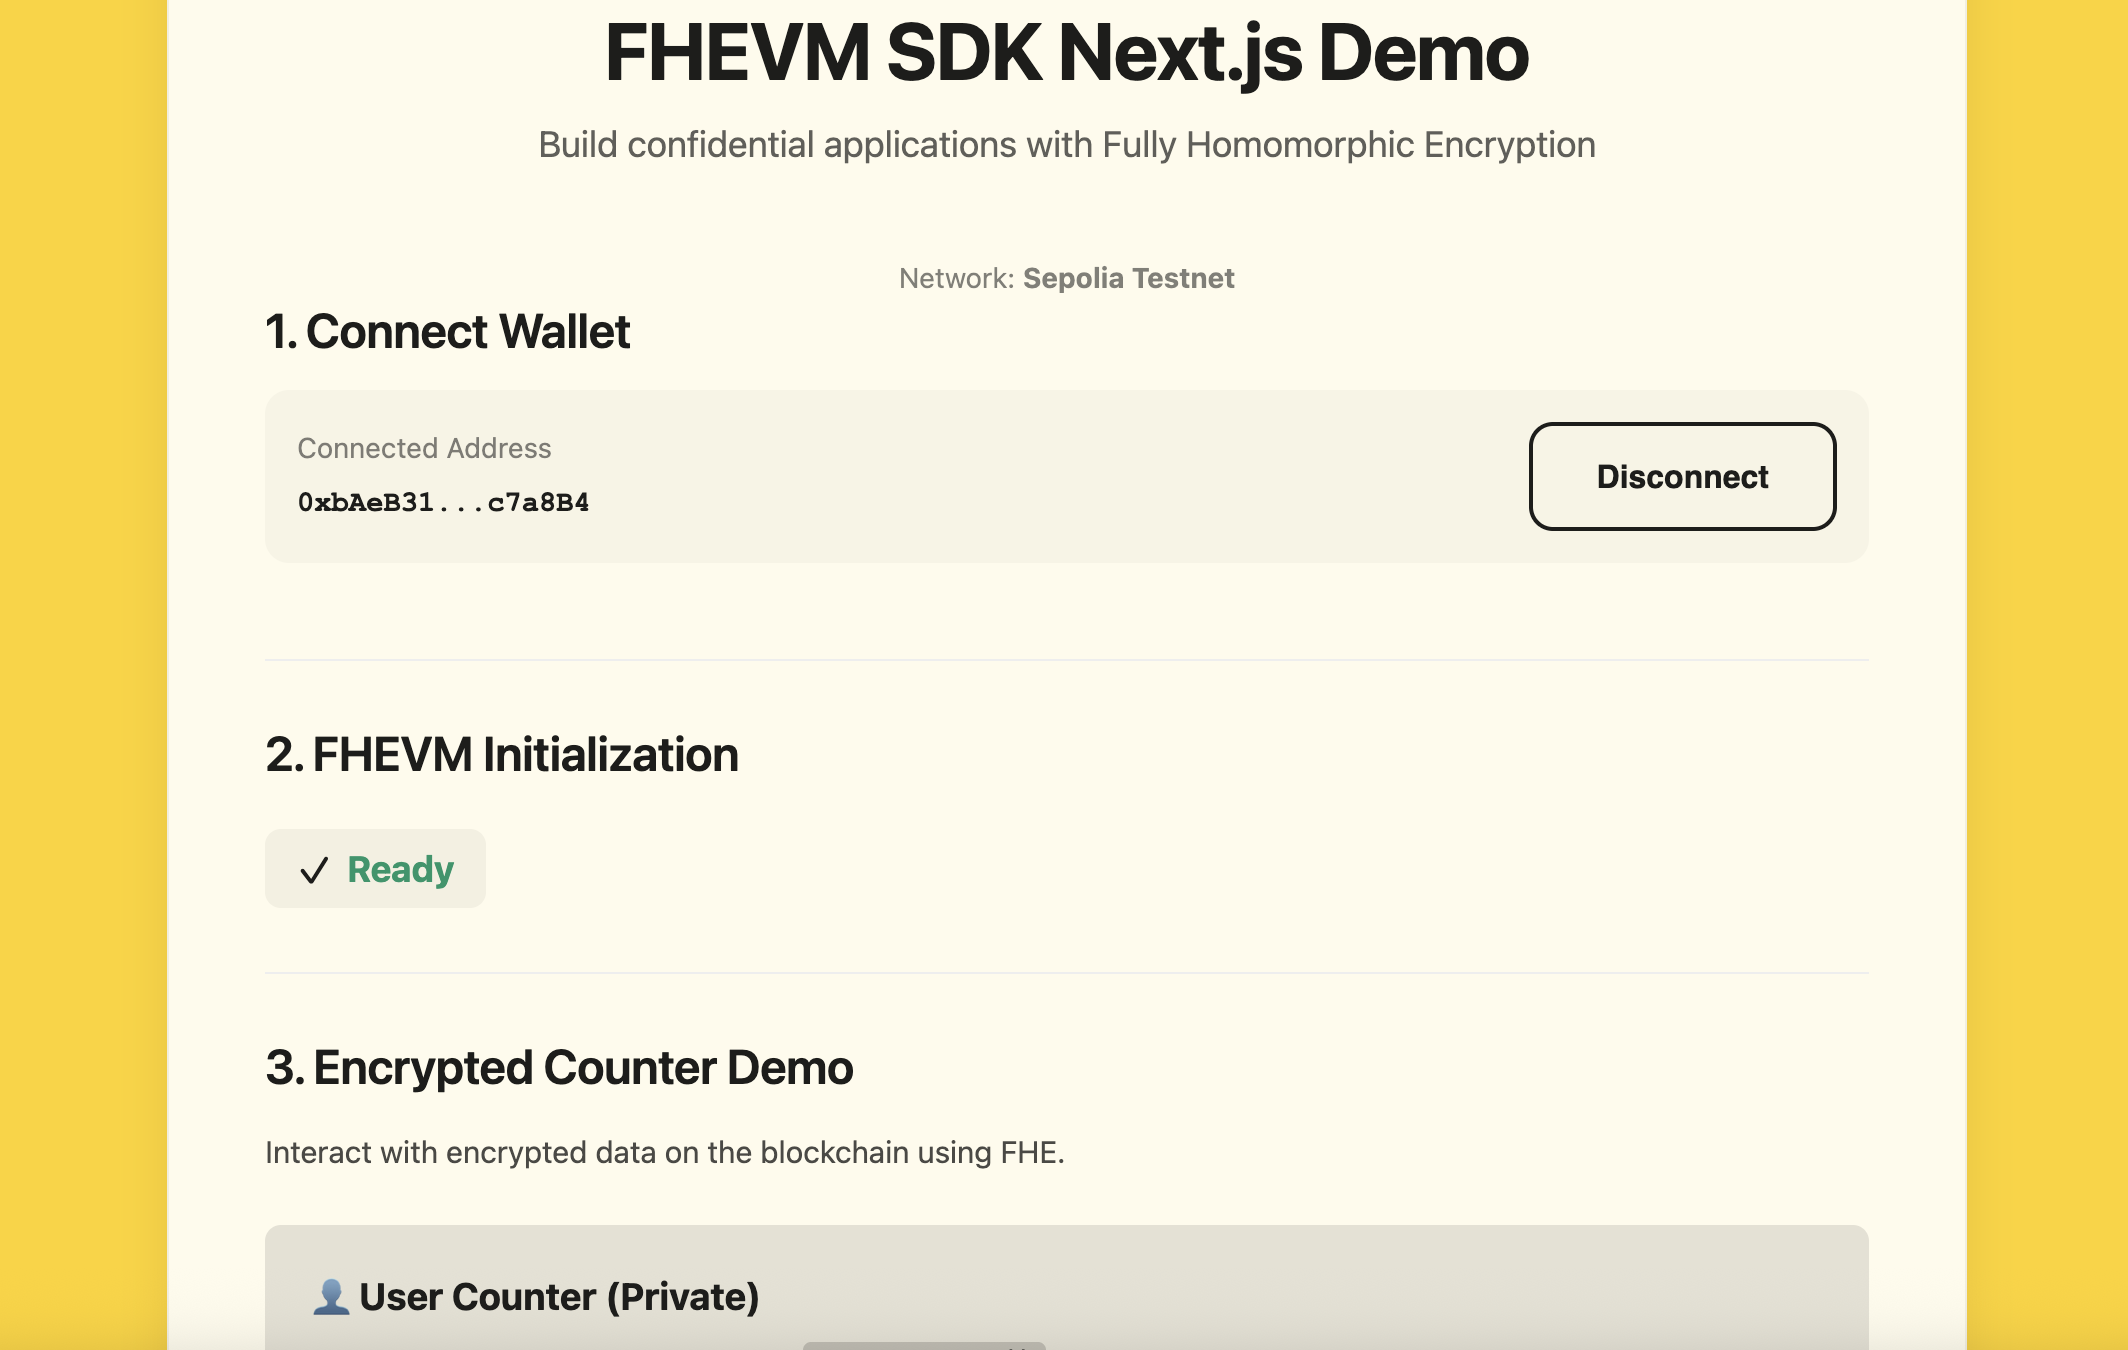 FHEVM SDK Next.js Demo
Build confidential applications with Fully Homomorphic Encryption
Network: Sepolia Testnet
1. Connect Wallet
Connected Address
0xbAeB31...c7a8B4
Disconnect
2. FHEVM Initialization
✓ Ready
3. Encrypted Counter Demo
Interact with encrypted data on the blockchain using FHE.
👤 User Counter (Private)